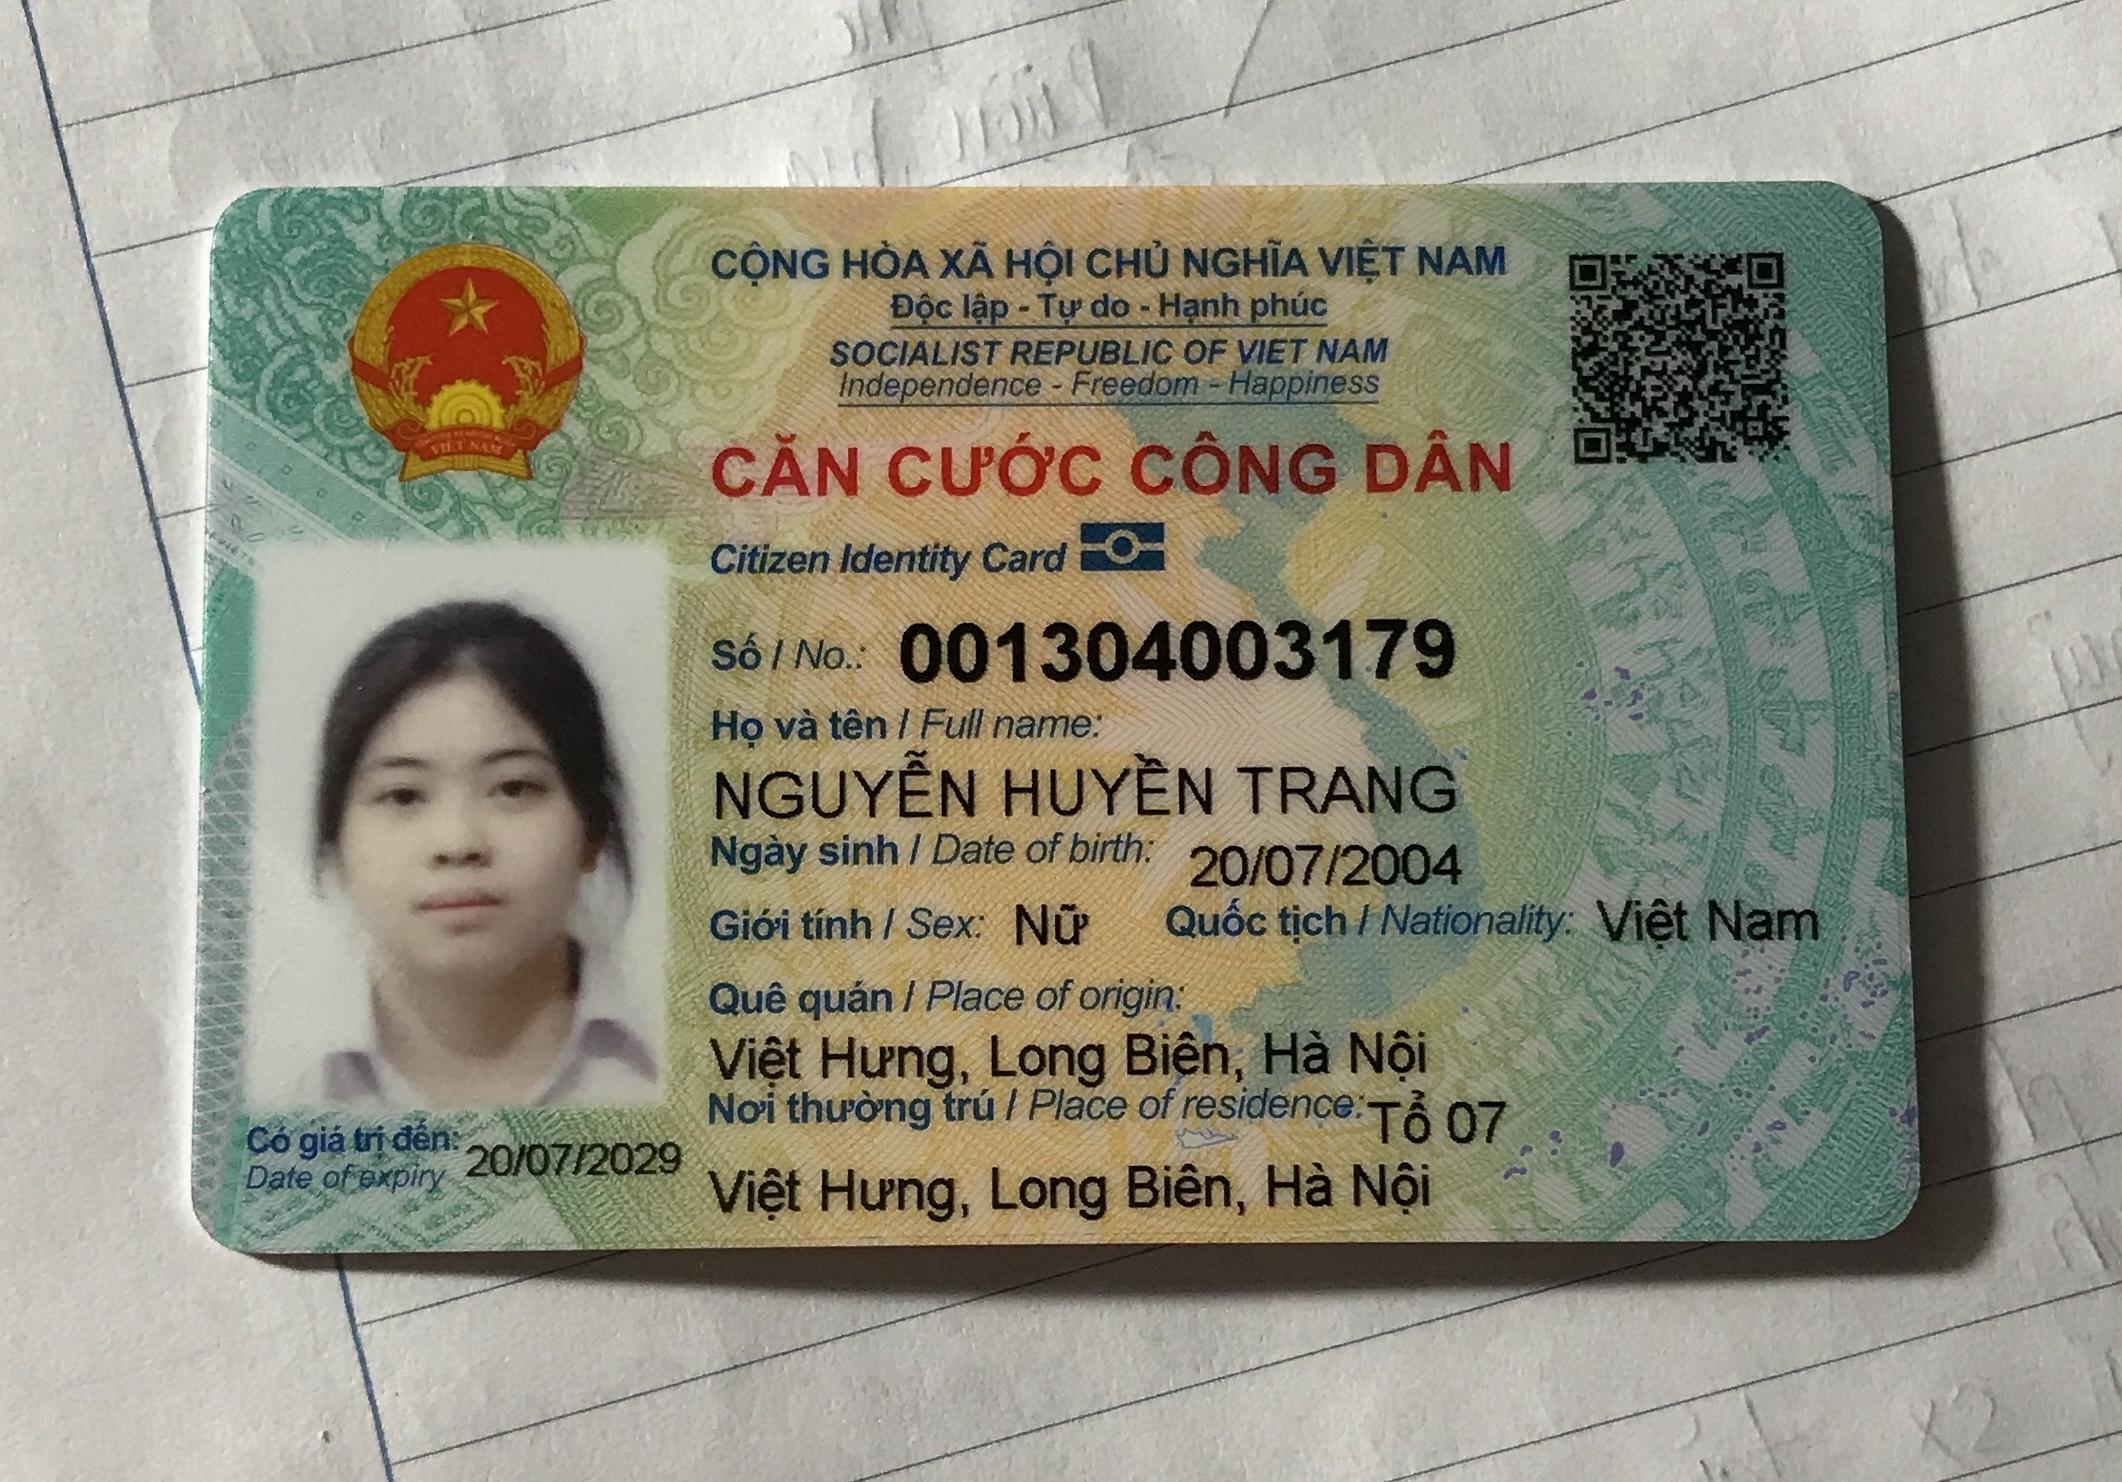 CỘNG HÒA XÃ HỘI CHỦ NGHĨA VIỆT NAM
Độc lập - Tự do - Hạnh phúc
SOCIALIST REPUBLIC OF VIET NAM
Independence - Freedom - Happiness
VIỆT NAM
CĂN CƯỚC CÔNG DÂN
Citizen Identity Card
Số / No.: 001304003179
Họ và tên / Full name:
NGUYỄN HUYỀN TRANG
Ngày sinh / Date of birth: 20/07/2004
Giới tính / Sex: Nữ Quốc tịch / Nationality: Việt Nam
Quê quán / Place of origin:
Việt Hưng, Long Biên, Hà Nội
Nơi thường trú / Place of residence: Tổ 07
Việt Hưng, Long Biên, Hà Nội
Có giá trị đến: 20/07/2029
Date of expiry
x2